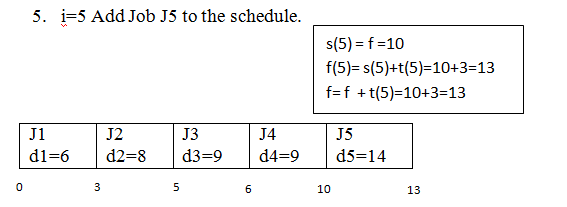 5. i=5 Add Job J5 to the schedule.
s(5) = f =10
f(5)= s(5)+t(5)=10+3=13
f= f + t(5)=10+3=13
J1 J2 J3 J4 J5
d1=6 d2=8 d3=9 d4=9 d5=14
0 3 5 6 10 13